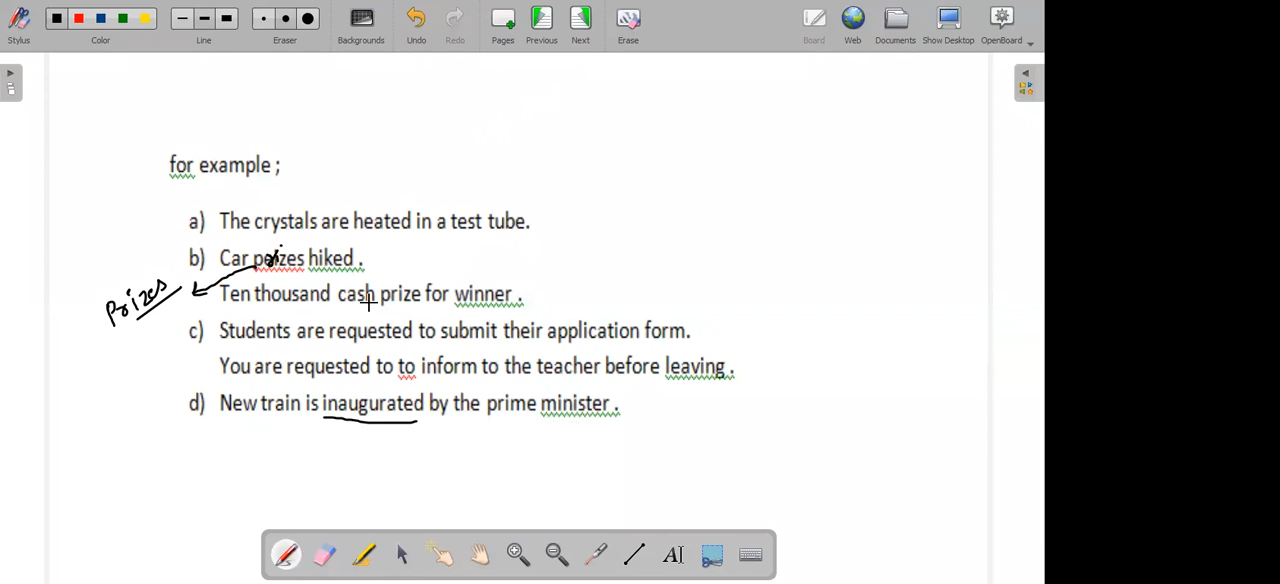 Stylus
Color
Line
Eraser
Backgrounds
Undo
Redo
Pages
Previous
Next
Erase
Board
Web
Documents
Show Desktop
OpenBoard
for example ;
a) The crystals are heated in a test tube.
b) Car peizes hiked .
Prizes
Ten thousand cash prize for winner .
c) Students are requested to submit their application form.
You are requested to to inform to the teacher before leaving .
d) New train is inaugurated by the prime minister .